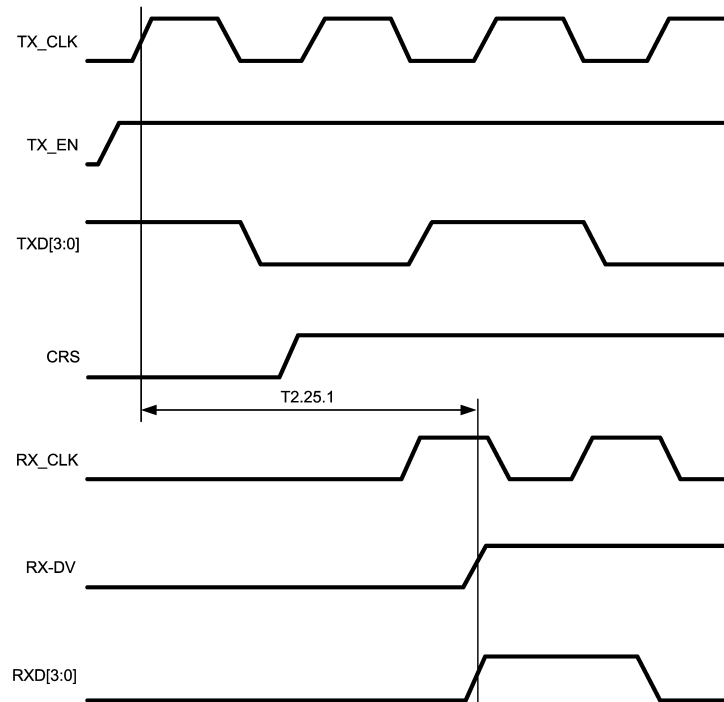 TX_CLK
TX_EN
TXD[3:0]
CRS
T2.25.1
RX_CLK
RX-DV
RXD[3:0]